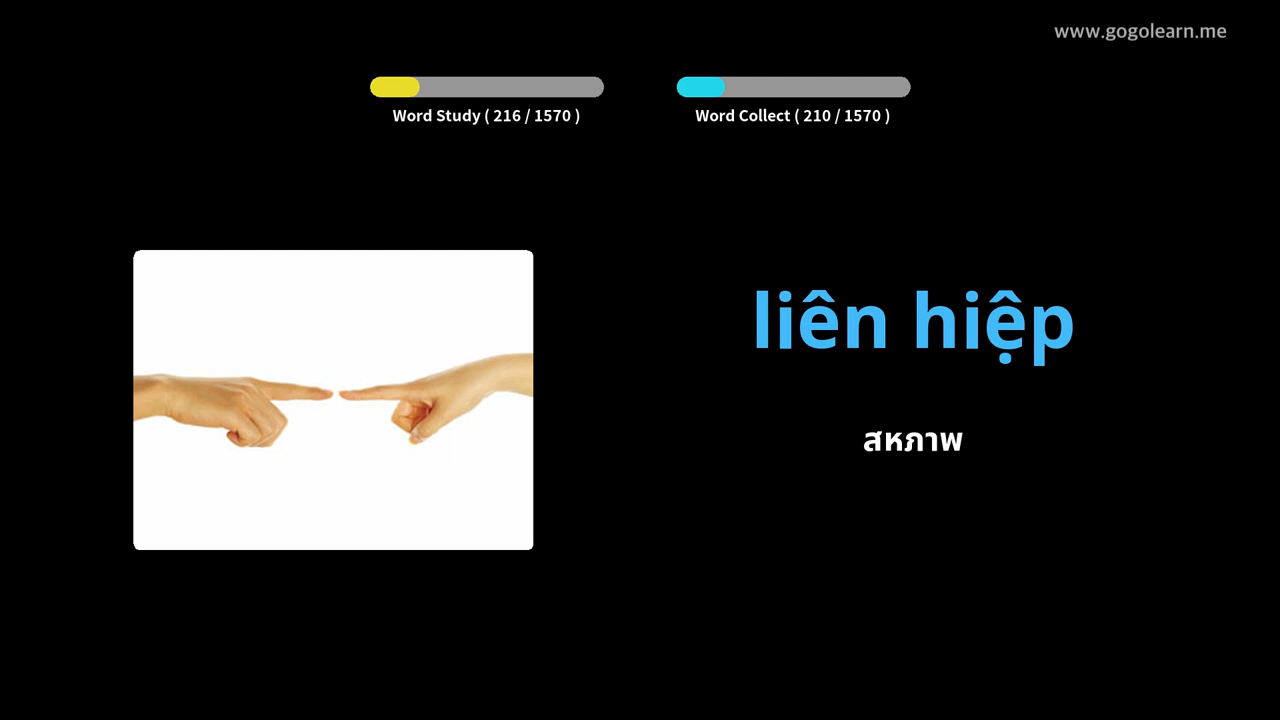 www.gogolearn.me
Word Study ( 216 / 1570 )
Word Collect ( 210 / 1570 )
liên hiệp
สหภาพ